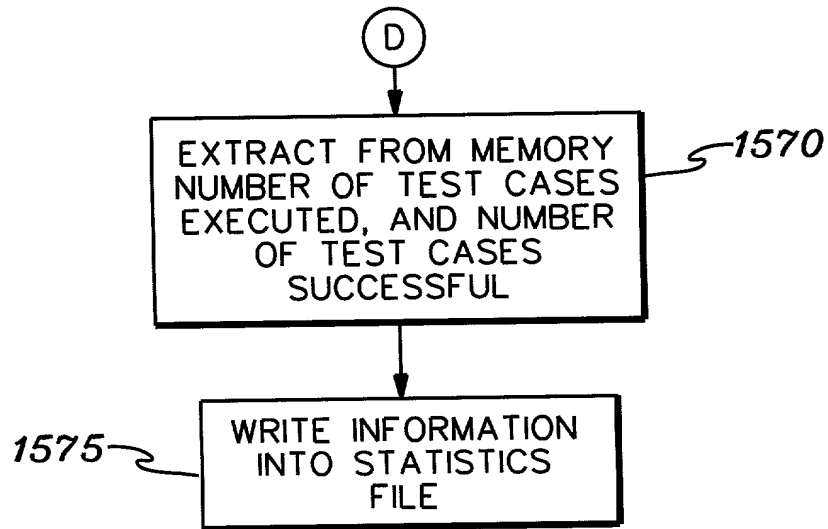 D
EXTRACT FROM MEMORY
NUMBER OF TEST CASES
EXECUTED, AND NUMBER
OF TEST CASES
SUCCESSFUL
1570
WRITE INFORMATION
INTO STATISTICS
FILE
1575